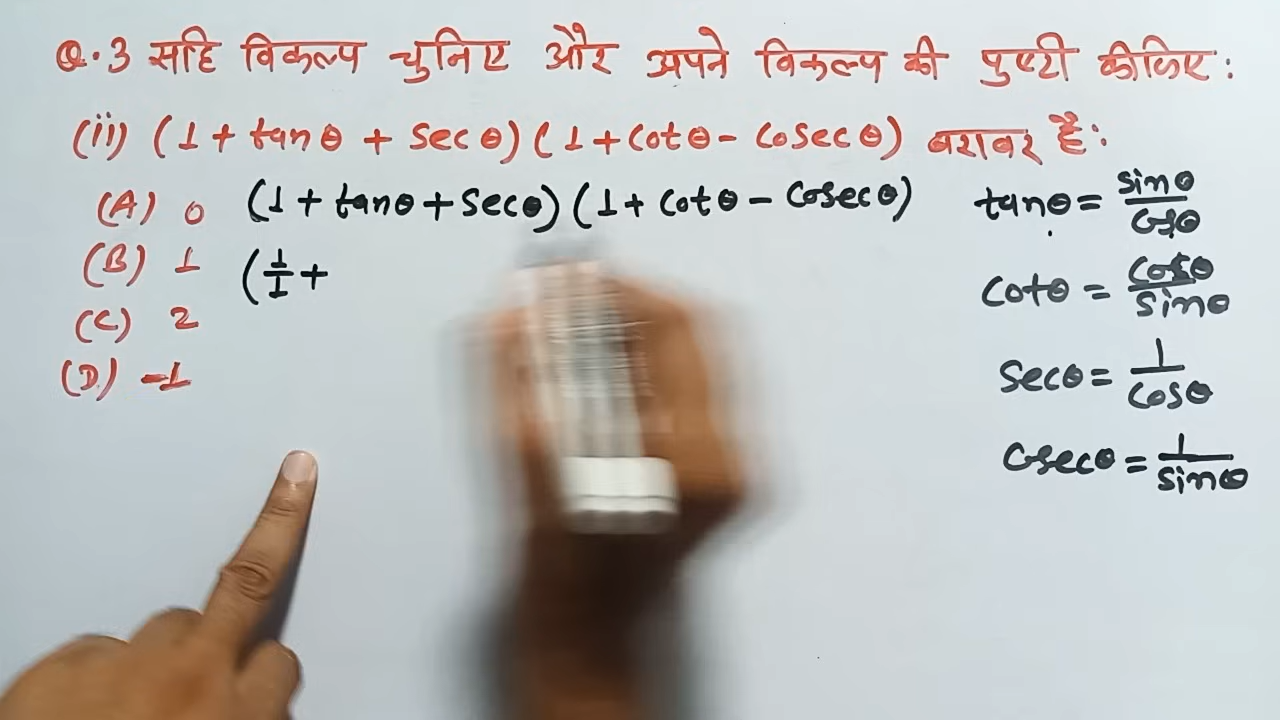 Q.3 सहि विकल्प चुनिए और अपने विकल्प की पुष्टी कीजिए:
(ii) (1 + tanθ + secθ) (1 + cotθ - cosecθ) बराबर है:
(A) 0
(B) 1
(C) 2
(D) -1
(1 + tanθ + secθ) (1 + cotθ - cosecθ)
(1/1 +
tanθ = sinθ/cosθ
cotθ = cosθ/sinθ
secθ = 1/cosθ
cosecθ = 1/sinθ